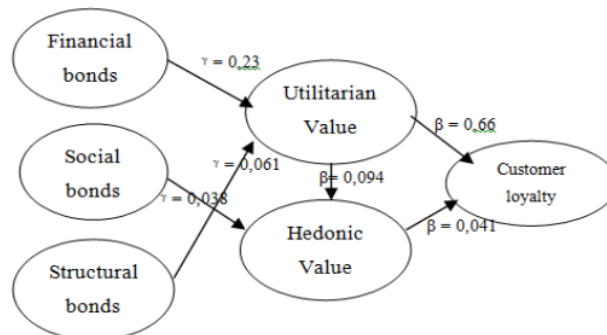 Financial
bonds
γ = 0,23
Utilitarian
Value
β = 0,66
Social
bonds
γ = 0,061
β= 0,094
Customer
loyalty
γ = 0,038
Hedonic
Value
β = 0,041
Structural
bonds